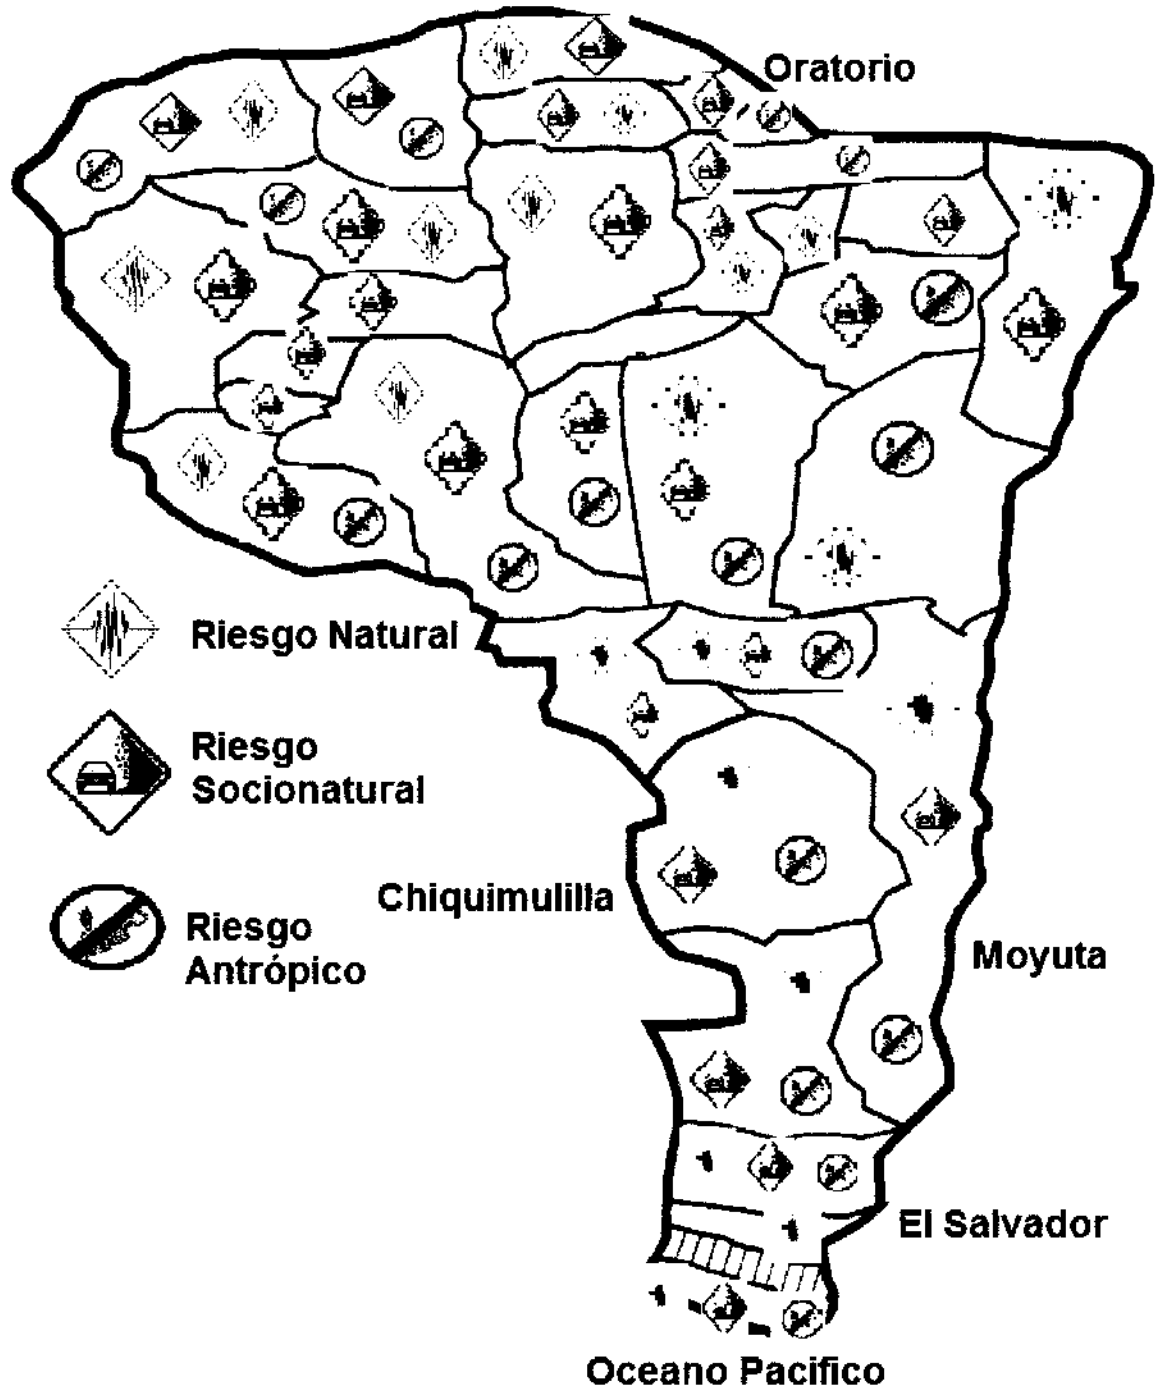 Oratorio
Riesgo Natural
Riesgo
Socionatural
Chiquimulilla
Riesgo
Antrópico
Moyuta
El Salvador
Oceano Pacifico